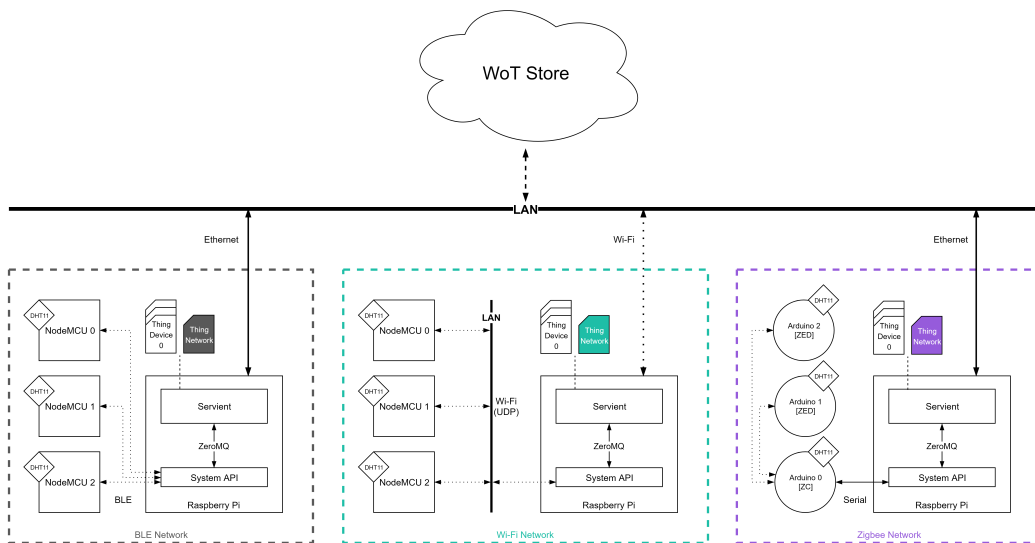 WoT Store
LAN
Ethernet
Wi-Fi
Ethernet
DHT11
NodeMCU 0
DHT11
NodeMCU 1
DHT11
NodeMCU 2
BLE
Thing
Device
0
Thing
Network
Servient
ZeroMQ
System API
Raspberry Pi
BLE Network
DHT11
NodeMCU 0
DHT11
NodeMCU 1
DHT11
NodeMCU 2
LAN
Wi-Fi
(UDP)
Thing
Device
0
Thing
Network
Servient
ZeroMQ
System API
Raspberry Pi
Wi-Fi Network
DHT11
Arduino 2
[ZED]
DHT11
Arduino 1
[ZED]
DHT11
Arduino 0
[ZC]
Serial
Thing
Device
0
Thing
Network
Servient
ZeroMQ
System API
Raspberry Pi
Zigbee Network